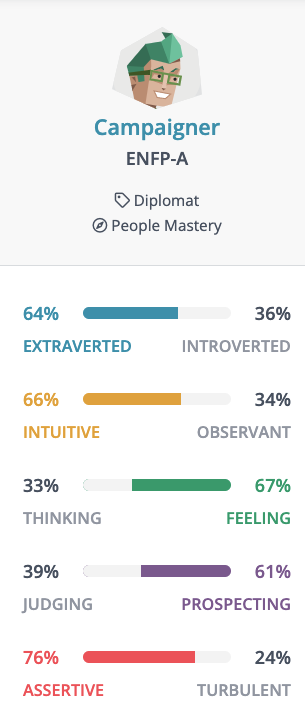 Campaigner
ENFP-A
Diplomat
People Mastery
64% 36%
EXTRAVERTED INTROVERTED
66% 34%
INTUITIVE OBSERVANT
33% 67%
THINKING FEELING
39% 61%
JUDGING PROSPECTING
76% 24%
ASSERTIVE TURBULENT